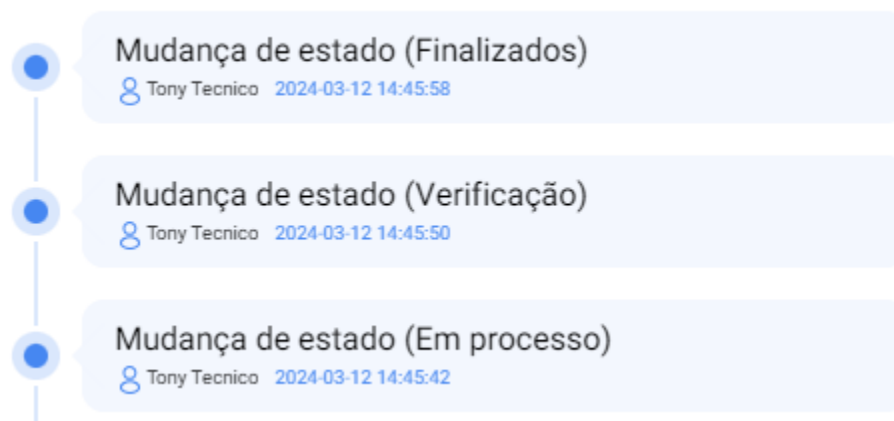 Mudança de estado (Finalizados)
Tony Tecnico 2024-03-12 14:45:58
Mudança de estado (Verificação)
Tony Tecnico 2024-03-12 14:45:50
Mudança de estado (Em processo)
Tony Tecnico 2024-03-12 14:45:42